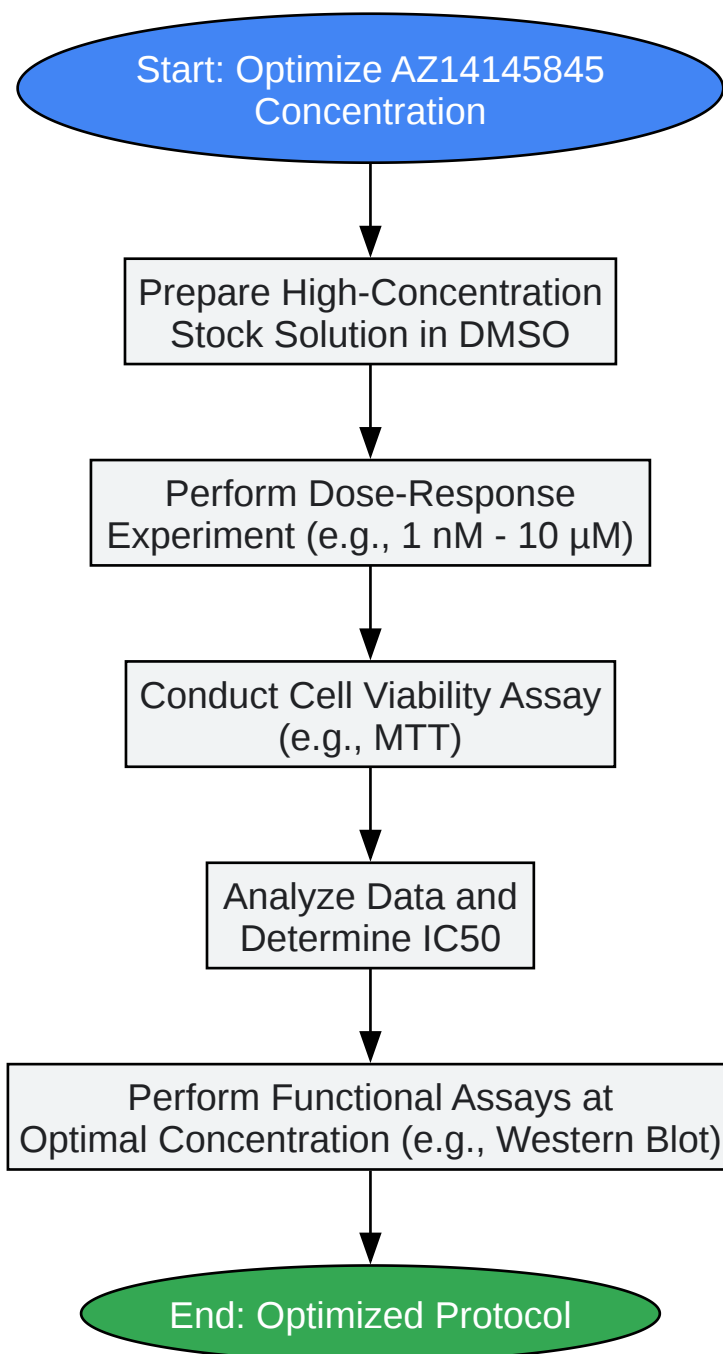 Start: Optimize AZ14145845
Concentration
Prepare High-Concentration
Stock Solution in DMSO
Perform Dose-Response
Experiment (e.g., 1 nM - 10 µM)
Conduct Cell Viability Assay
(e.g., MTT)
Analyze Data and
Determine IC50
Perform Functional Assays at
Optimal Concentration (e.g., Western Blot)
End: Optimized Protocol